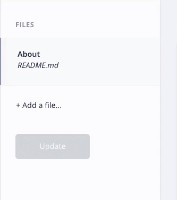 FILES
About
README.md
+ Add a file...
Update